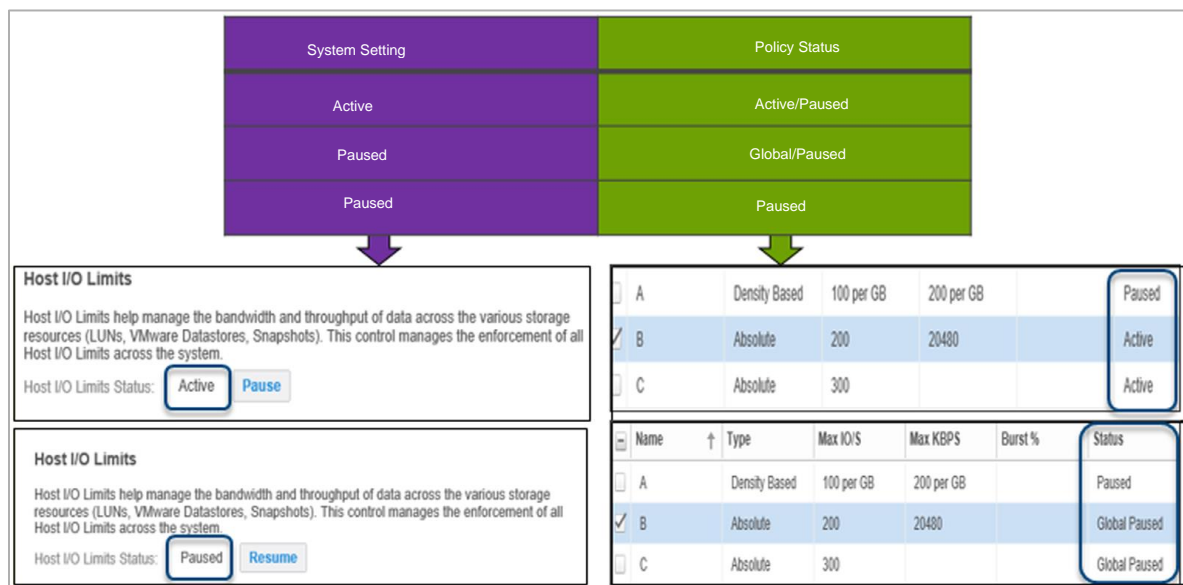 System Setting Policy Status
Active Active/Paused
Paused Global/Paused
Paused Paused
Host I/O Limits
Host I/O Limits help manage the bandwidth and throughput of data across the various storage
resources (LUNs, VMware Datastores, Snapshots). This control manages the enforcement of all
Host I/O Limits across the system.
Host I/O Limits Status: Active Pause
A Density Based 100 per GB 200 per GB Paused
B Absolute 200 20480 Active
C Absolute 300 Active
Host I/O Limits
Host I/O Limits help manage the bandwidth and throughput of data across the various storage
resources (LUNs, VMware Datastores, Snapshots). This control manages the enforcement of all
Host I/O Limits across the system.
Host I/O Limits Status: Paused Resume
Name ↑ Type Max IO/S Max KBPS Burst % Status
A Density Based 100 per GB 200 per GB Paused
B Absolute 200 20480 Global Paused
C Absolute 300 Global Paused